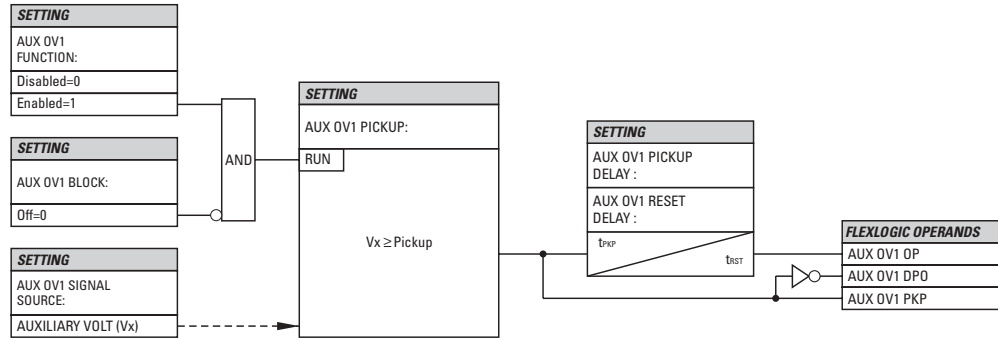 SETTING
AUX OV1
FUNCTION:
Disabled=0
Enabled=1
SETTING
AUX OV1 BLOCK:
Off=0
SETTING
AUX OV1 SIGNAL
SOURCE:
AUXILIARY VOLT (Vx)
AND
SETTING
AUX OV1 PICKUP:
RUN
Vx ≥ Pickup
SETTING
AUX OV1 PICKUP
DELAY :
AUX OV1 RESET
DELAY :
tPKP
tRST
FLEXLOGIC OPERANDS
AUX OV1 OP
AUX OV1 DPO
AUX OV1 PKP